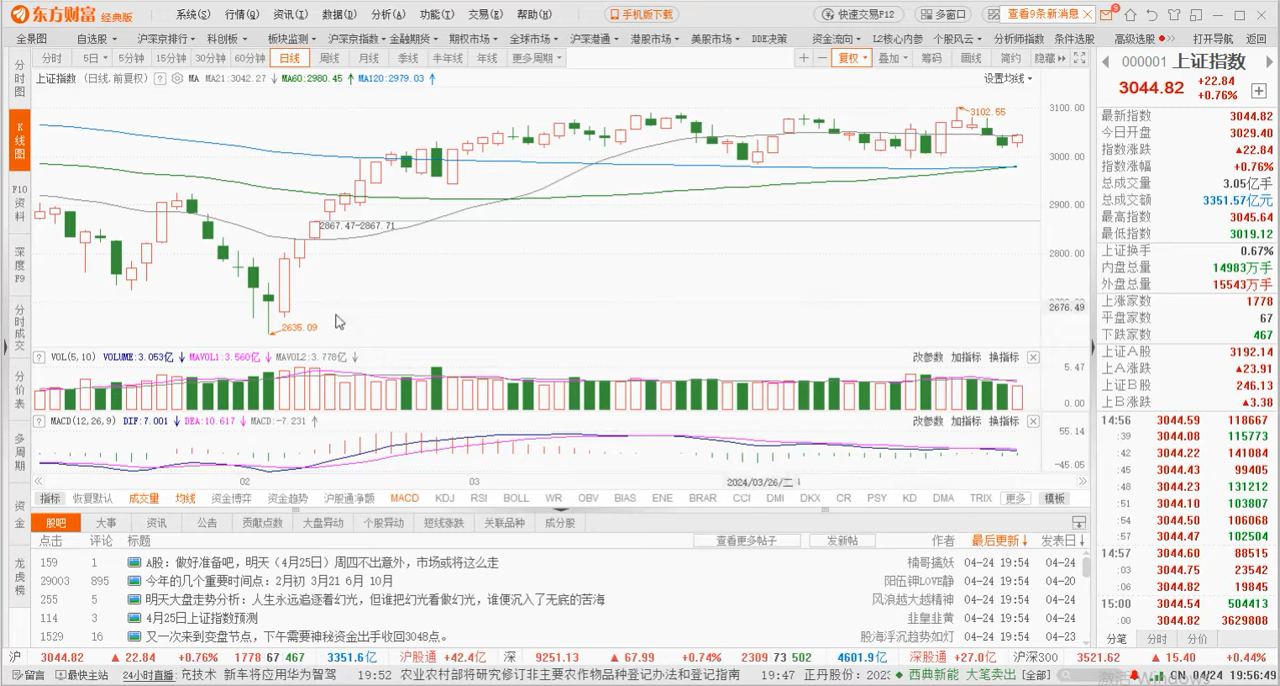 东方财富 经典版 系统(S) 行情(Q) 资讯(I) 数据(D) 分析(A) 功能(T) 交易(E) 帮助(H) 手机版下载 快速交易F12 多窗口 查看9条新消息
全景图 自选股 沪深京排行 科创板 板块监测 沪深京指数 金融期货 期权市场 全球市场 沪深港通 港股市场 美股市场 DDE决策 资金流向 L2核心内参 个股风云 分析师指数 条件选股 高级选股 打开导航 返回
分时 5日 5分钟 15分钟 30分钟 60分钟 日线 周线 月线 季线 半年线 年线 更多周期 复权 叠加 筹码 画线 简约 隐藏
上证指数 (日线.前复权) ? MA MA21:3042.27 ↓ MA60:2980.45 ↑ MA120:2979.03 ↑ 设置均线
分时图
K线图
F10资料
深度F9
分时成交
分价表
多周期
资金
龙虎榜
3102.55
2867.47-2867.71
2635.09
3100.00
3000.00
2900.00
2800.00
2676.49
? VOL(5,10) VOLUME:3.053亿 ↓ MAVOL1:3.560亿 ↓ MAVOL2:3.778亿 ↓ 改参数 加指标 换指标
5.47
0.00
? MACD(12,26,9) DIF:7.001 ↓ DEA:10.617 ↓ MACD:-7.231 ↑ 改参数 加指标 换指标
55.14
-45.05
02 03 2024/03/26/二
指标 恢复默认 成交量 均线 资金博弈 资金趋势 沪股通净额 MACD KDJ RSI BOLL WR OBV BIAS ENE BRAR CCI DMI DKX CR PSY KD DMA TRIX 更多 模板
股吧 大事 资讯 公告 贡献点数 大盘异动 个股异动 短线涨跌 关联品种 成分股
点击 评论 标题 查看更多帖子 发新帖 作者 最后更新↓ 发表日↓
159 1 A股：做好准备吧，明天（4月25日）周四不出意外，市场或将这么走 楠哥擒妖 04-24 19:54 04-24
29003 895 今年的几个重要时间点：2月初 3月21 6月 10月 阳伍钾LOVE静 04-24 19:54 04-20
255 5 明天大盘走势分析：人生永远追逐着幻光，但谁把幻光看做幻光，谁便沉入了无底的苦海 风浪越大越精神 04-24 19:54 04-24
114 3 4月25日上证指数预测 韭皇韭黄 04-24 19:54 04-24
1529 16 又一次来到变盘节点，下午需要神秘资金出手收回3048点。 股海浮沉趋势如灯 04-24 19:54 04-23
000001 上证指数
3044.82 +22.84
+0.76%
最新指数 3044.82
今日开盘 3029.40
指数涨跌 ▲22.84
指数涨幅 +0.76%
总成交量 3.05亿手
总成交额 3351.57亿元
最高指数 3045.64
最低指数 3019.12
上证换手 0.67%
内盘总量 14983万手
外盘总量 15543万手
上涨家数 1778
平盘家数 67
下跌家数 467
上证A股 3192.14
上A涨跌 ▲23.91
上证B股 246.13
上B涨跌 ▲3.38
14:56 3044.59 118667
:39 3044.08 115773
:42 3044.22 141084
:45 3044.43 99405
:48 3044.23 131212
:51 3044.10 103807
:54 3044.50 106068
:57 3044.47 102504
14:57 3044.60 88515
:03 3044.75 23542
:06 3044.82 19845
15:00 3044.54 504413
:00 3044.82 3629808
分笔 分时 分价
沪 3044.82 ▲22.84 +0.76% 1778 67 467 3351.6亿 沪股通 +42.4亿 深 9251.13 ▲67.99 +0.74% 2309 73 502 4601.9亿 深股通 +27.0亿 沪深300 3521.62 ▲15.40 +0.44%
留言 最快主站 24小时直播 充技术 新车将应用华为智驾 19:52 农业农村部将研究修订非主要农作物品种登记办法和登记指南 19:47 正丹股份: 西典新能 大笔卖出 [全部] CN 04/24 19:56:49